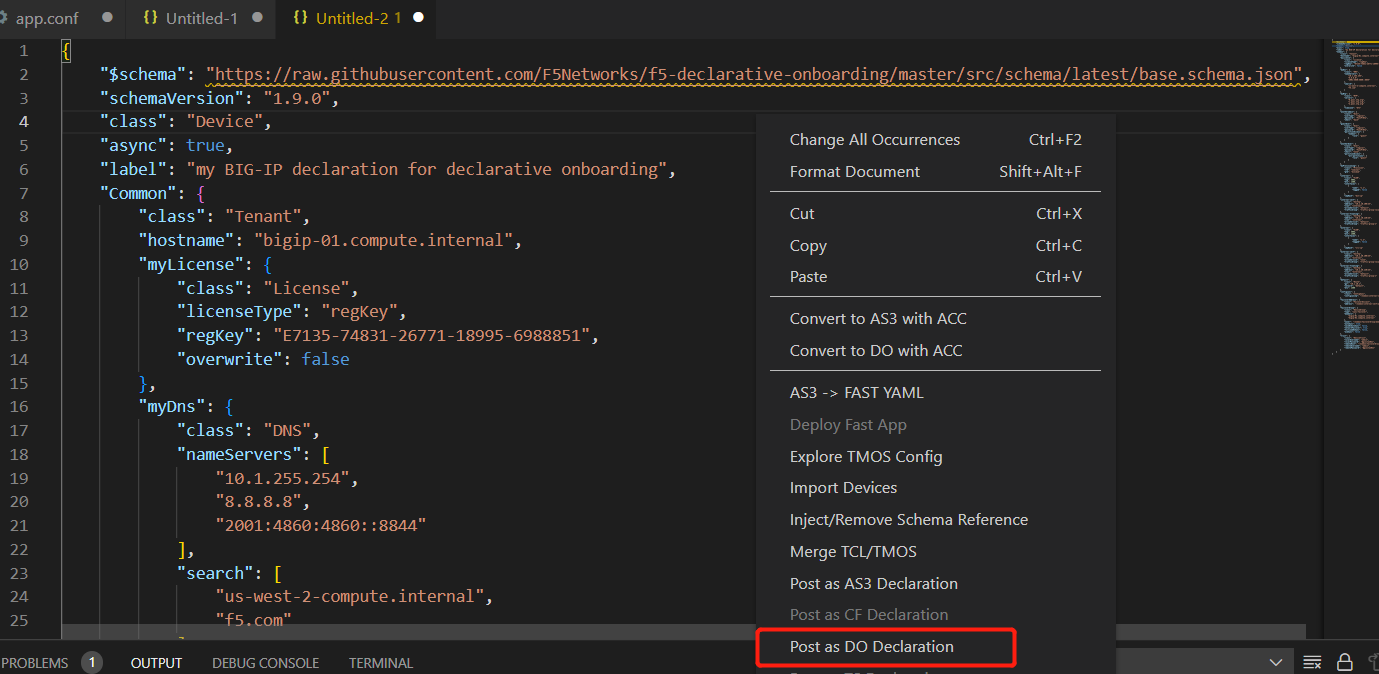 app.conf
{} Untitled-1
{} Untitled-2 1
1 {
2 "$schema": "https://raw.githubusercontent.com/F5Networks/f5-declarative-onboarding/master/src/schema/latest/base.schema.json",
3 "schemaVersion": "1.9.0",
4 "class": "Device",
5 "async": true,
6 "label": "my BIG-IP declaration for declarative onboarding",
7 "Common": {
8 "class": "Tenant",
9 "hostname": "bigip-01.compute.internal",
10 "myLicense": {
11 "class": "License",
12 "licenseType": "regKey",
13 "regKey": "E7135-74831-26771-18995-6988851",
14 "overwrite": false
15 },
16 "myDns": {
17 "class": "DNS",
18 "nameServers": [
19 "10.1.255.254",
20 "8.8.8.8",
21 "2001:4860:4860::8844"
22 ],
23 "search": [
24 "us-west-2-compute.internal",
25 "f5.com"
Change All Occurrences Ctrl+F2
Format Document Shift+Alt+F
Cut Ctrl+X
Copy Ctrl+C
Paste Ctrl+V
Convert to AS3 with ACC
Convert to DO with ACC
AS3 -> FAST YAML
Deploy Fast App
Explore TMOS Config
Import Devices
Inject/Remove Schema Reference
Merge TCL/TMOS
Post as AS3 Declaration
Post as CF Declaration
Post as DO Declaration
PROBLEMS 1 OUTPUT DEBUG CONSOLE TERMINAL